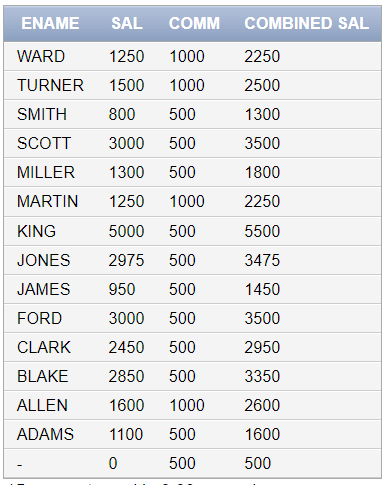 ENAME SAL COMM COMBINED SAL
WARD 1250 1000 2250
TURNER 1500 1000 2500
SMITH 800 500 1300
SCOTT 3000 500 3500
MILLER 1300 500 1800
MARTIN 1250 1000 2250
KING 5000 500 5500
JONES 2975 500 3475
JAMES 950 500 1450
FORD 3000 500 3500
CLARK 2450 500 2950
BLAKE 2850 500 3350
ALLEN 1600 1000 2600
ADAMS 1100 500 1600
- 0 500 500